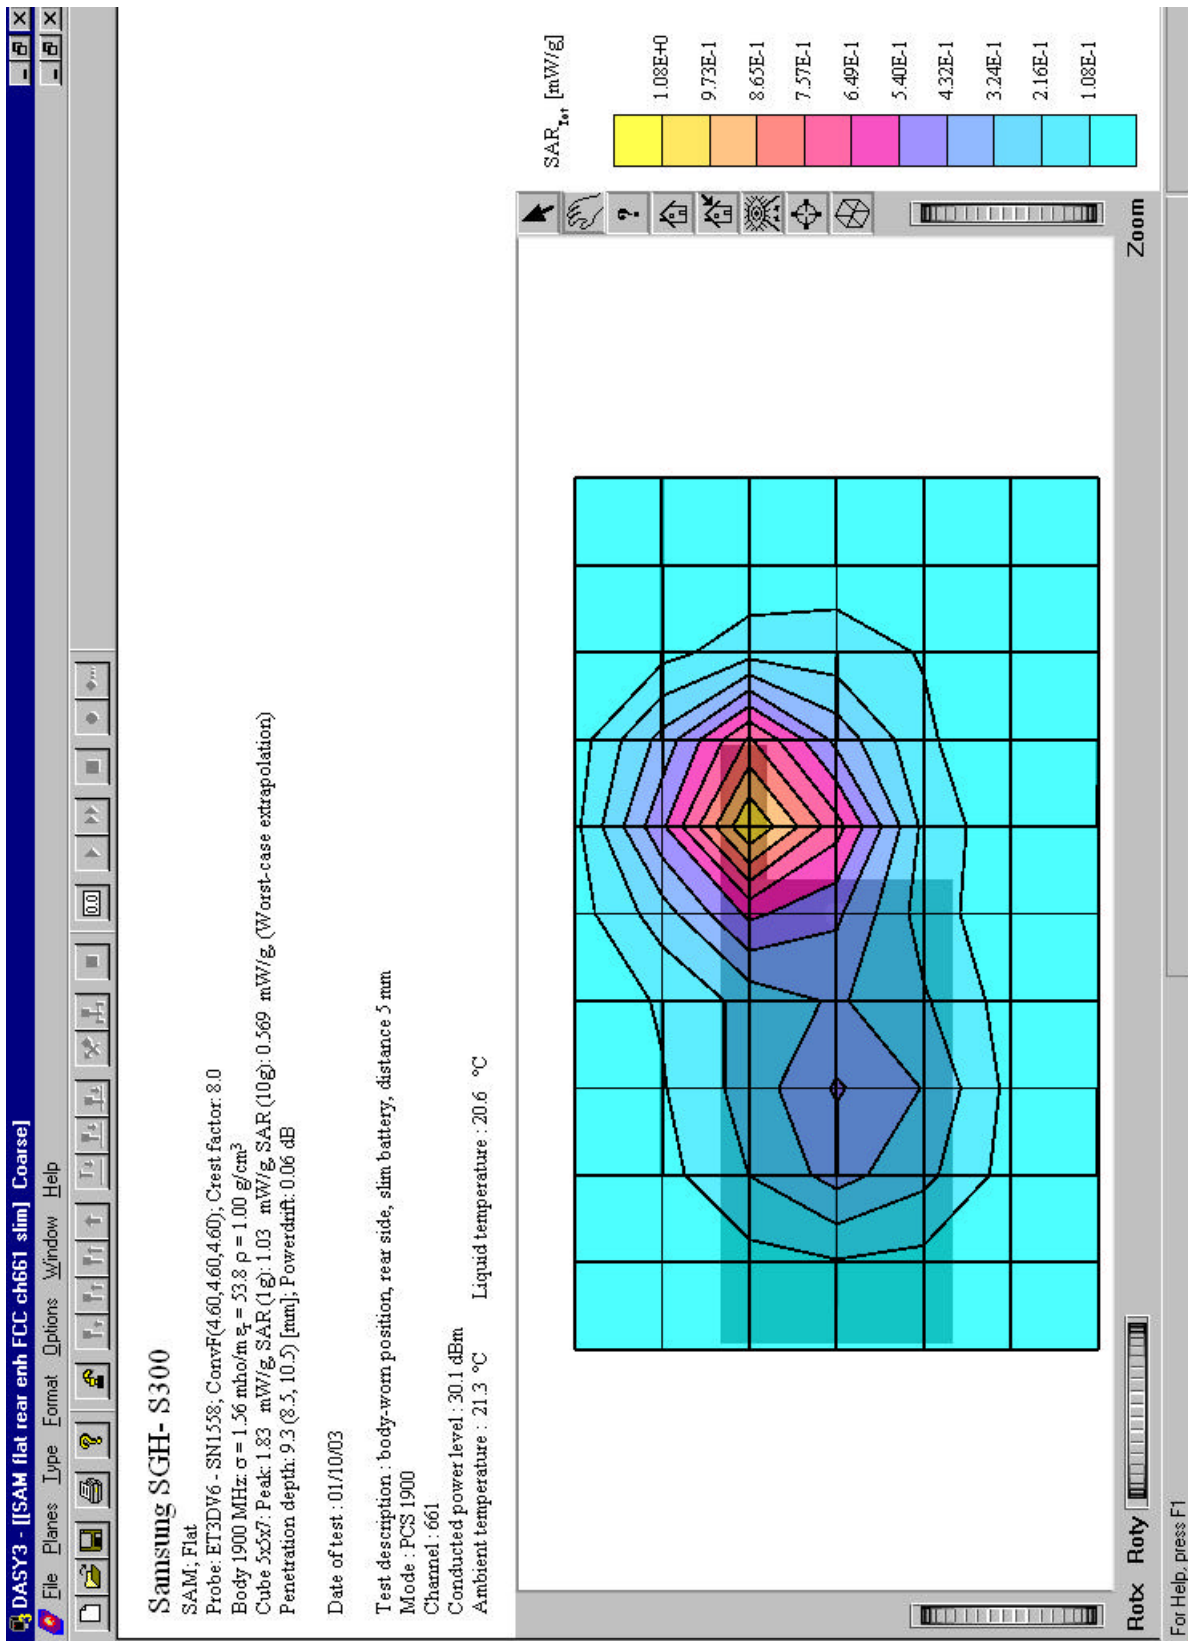 DASY3 - [[SAM flat rear enh FCC ch661 slim] Coarse]
File Planes Type Format Options Window Help
0.0
Samsung SGH- S300
SAM; Flat
Probe: ET3DV6 - SN1558; ConvF(4.60,4.60,4.60); Crest factor: 8.0
Body 1900 MHz: σ = 1.56 mho/m εr = 53.8 ρ = 1.00 g/cm³
Cube 5x5x7: Peak: 1.83 mW/g, SAR (1g): 1.03 mW/g, SAR (10g): 0.569 mW/g, (Worst-case extrapolation)
Penetration depth: 9.3 (8.5, 10.5) [mm]; Powerdrift: 0.06 dB
Date of test : 01/10/03
Test description : body-worn position, rear side, slim battery, distance 5 mm
Mode : PCS 1900
Channel : 661
Conducted power level : 30.1 dBm
Ambient temperature : 21.3 °C Liquid temperature : 20.6 °C
SARTot [mW/g]
1.08E+0
9.73E-1
8.65E-1
7.57E-1
6.49E-1
5.40E-1
4.32E-1
3.24E-1
2.16E-1
1.08E-1
Rotx Roty Zoom
For Help, press F1